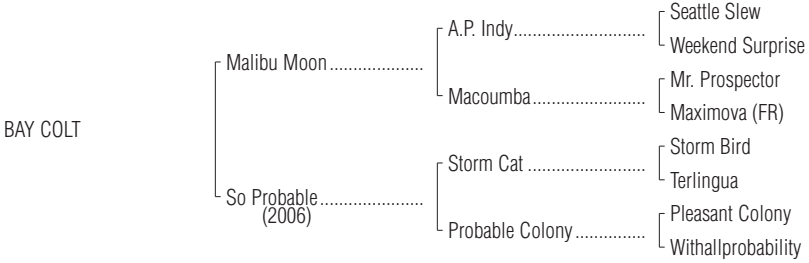 Seattle Slew
A.P. Indy
Weekend Surprise
Malibu Moon
Mr. Prospector
Macoumba
Maximova (FR)
BAY COLT
Storm Bird
Storm Cat
Terlingua
So Probable
(2006)
Pleasant Colony
Probable Colony
Withallprobability